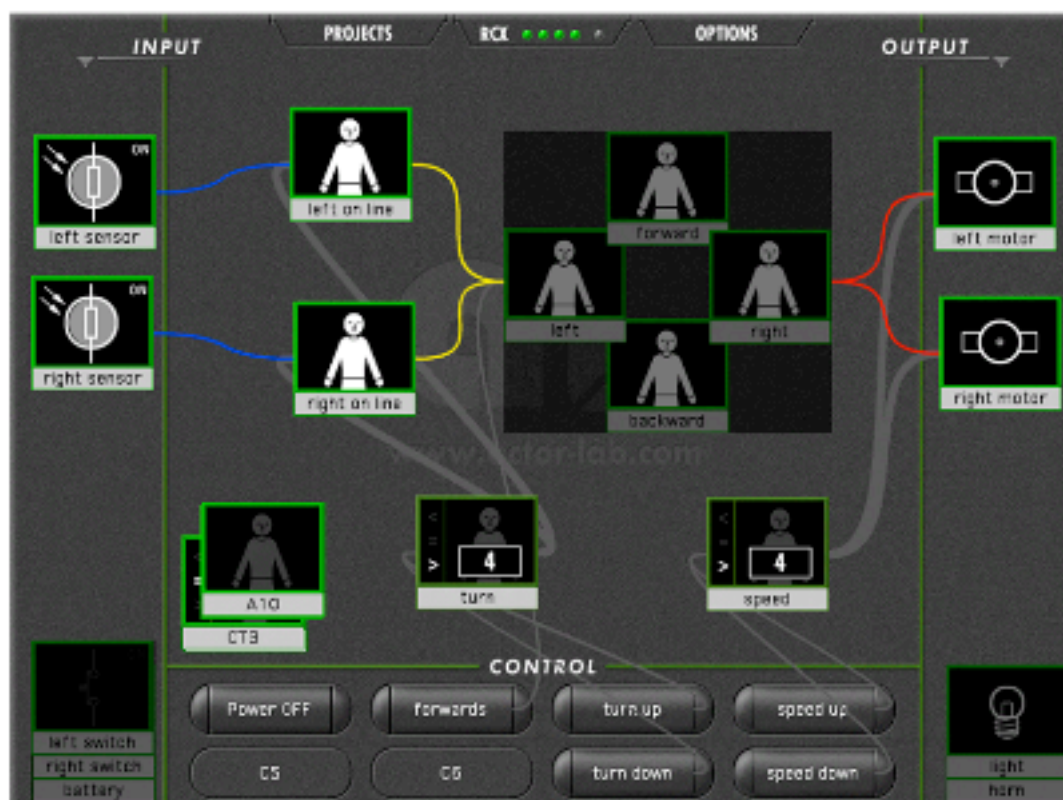 PROJECTS
RCX
OPTIONS
INPUT
OUTPUT
ON
left sensor
left on line
forward
left motor
left
right
ON
right sensor
right on line
backward
right motor
www.actor-lab.com
A10
CT3
4
turn
4
speed
CONTROL
Power OFF
forwards
turn up
speed up
left switch
right switch
battery
C5
C6
turn down
speed down
light
horn